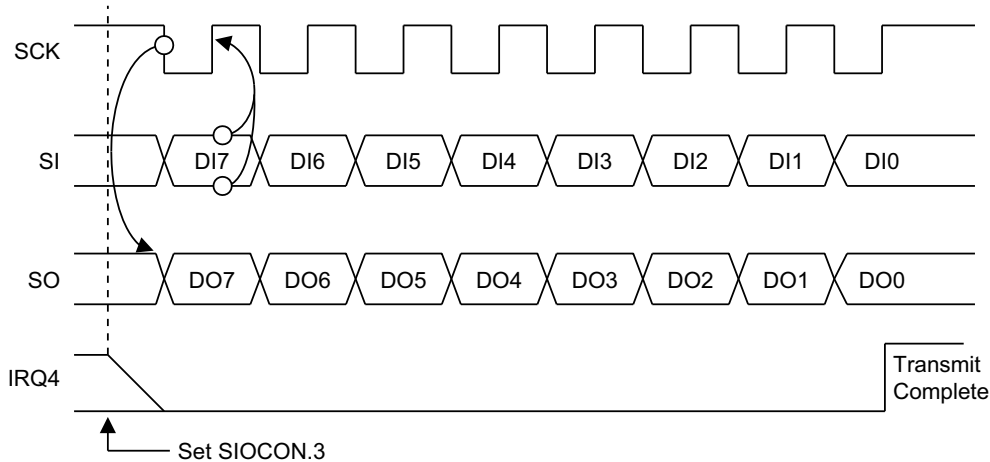 SCK
SI DI7 DI6 DI5 DI4 DI3 DI2 DI1 DI0
SO DO7 DO6 DO5 DO4 DO3 DO2 DO1 DO0
IRQ4
Transmit
Complete
Set SIOCON.3